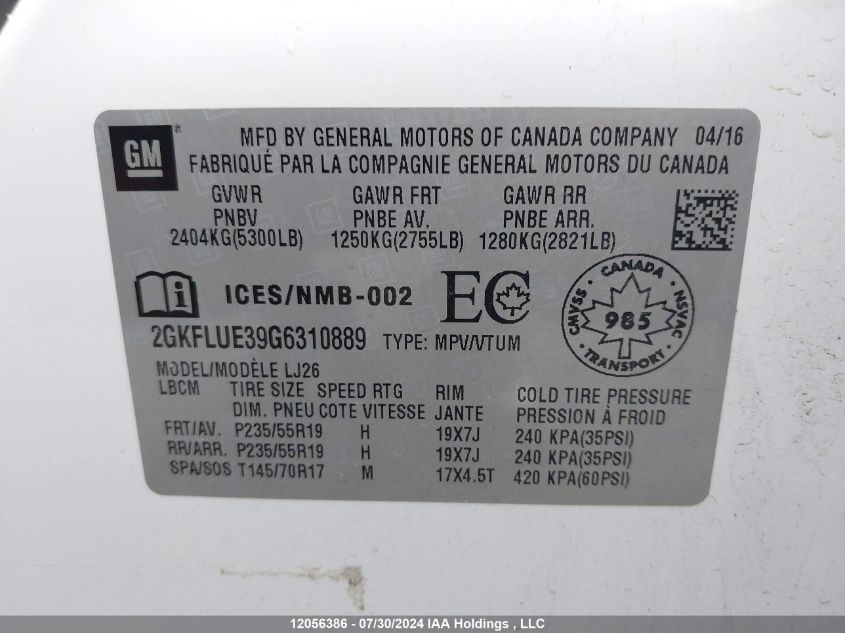 GM
MFD BY GENERAL MOTORS OF CANADA COMPANY 04/16
FABRIQUÉ PAR LA COMPAGNIE GENERAL MOTORS DU CANADA
GVWR GAWR FRT GAWR RR
PNBV PNBE AV. PNBE ARR.
2404KG(5300LB) 1250KG(2755LB) 1280KG(2821LB)
ICES/NMB-002 EC
CANADA
CMVSS 985 NSVAC
TRANSPORT
2GKFLUE39G6310889 TYPE: MPV/VTUM
MODEL/MODÈLE LJ26
LBCM TIRE SIZE SPEED RTG RIM COLD TIRE PRESSURE
DIM. PNEU COTE VITESSE JANTE PRESSION À FROID
FRT/AV. P235/55R19 H 19X7J 240 KPA(35PSI)
RR/ARR. P235/55R19 H 19X7J 240 KPA(35PSI)
SPA/SOS T145/70R17 M 17X4.5T 420 KPA(60PSI)
12056386 - 07/30/2024 IAA Holdings , LLC